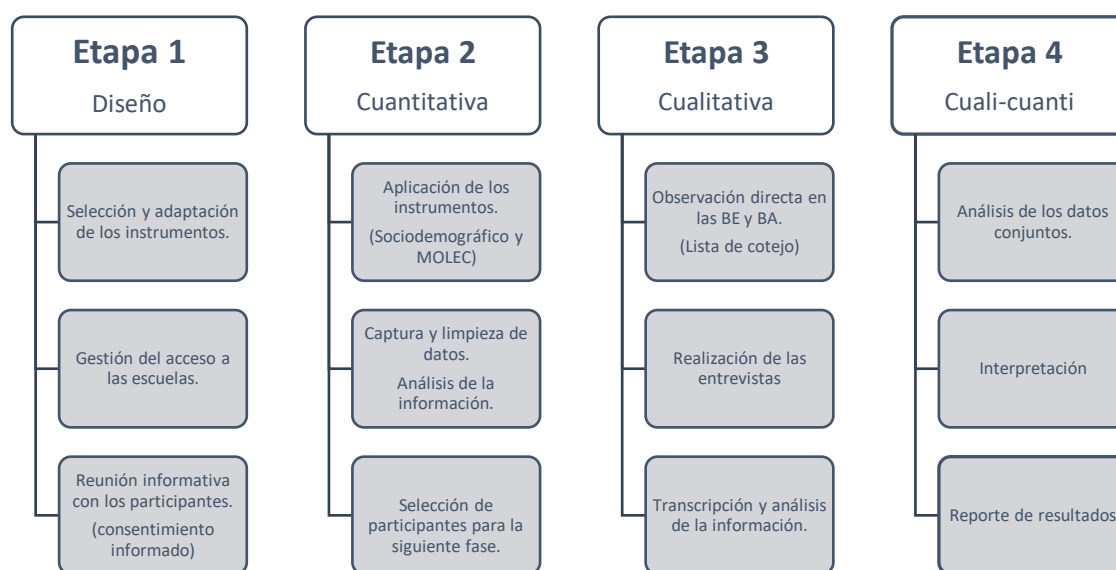 Etapa 1
Diseño
Selección y adaptación
de los instrumentos.
Gestión del acceso a
las escuelas.
Reunión informativa
con los participantes.
(consentimiento
informado)
Etapa 2
Cuantitativa
Aplicación de los
instrumentos.
(Sociodemográfico y
MOLEC)
Captura y limpieza de
datos.
Análisis de la
información.
Selección de
participantes para la
siguiente fase.
Etapa 3
Cualitativa
Observación directa en
las BE y BA.
(Lista de cotejo)
Realización de las
entrevistas
Transcripción y análisis
de la información.
Etapa 4
Cuali-cuanti
Análisis de los datos
conjuntos.
Interpretación
Reporte de resultados